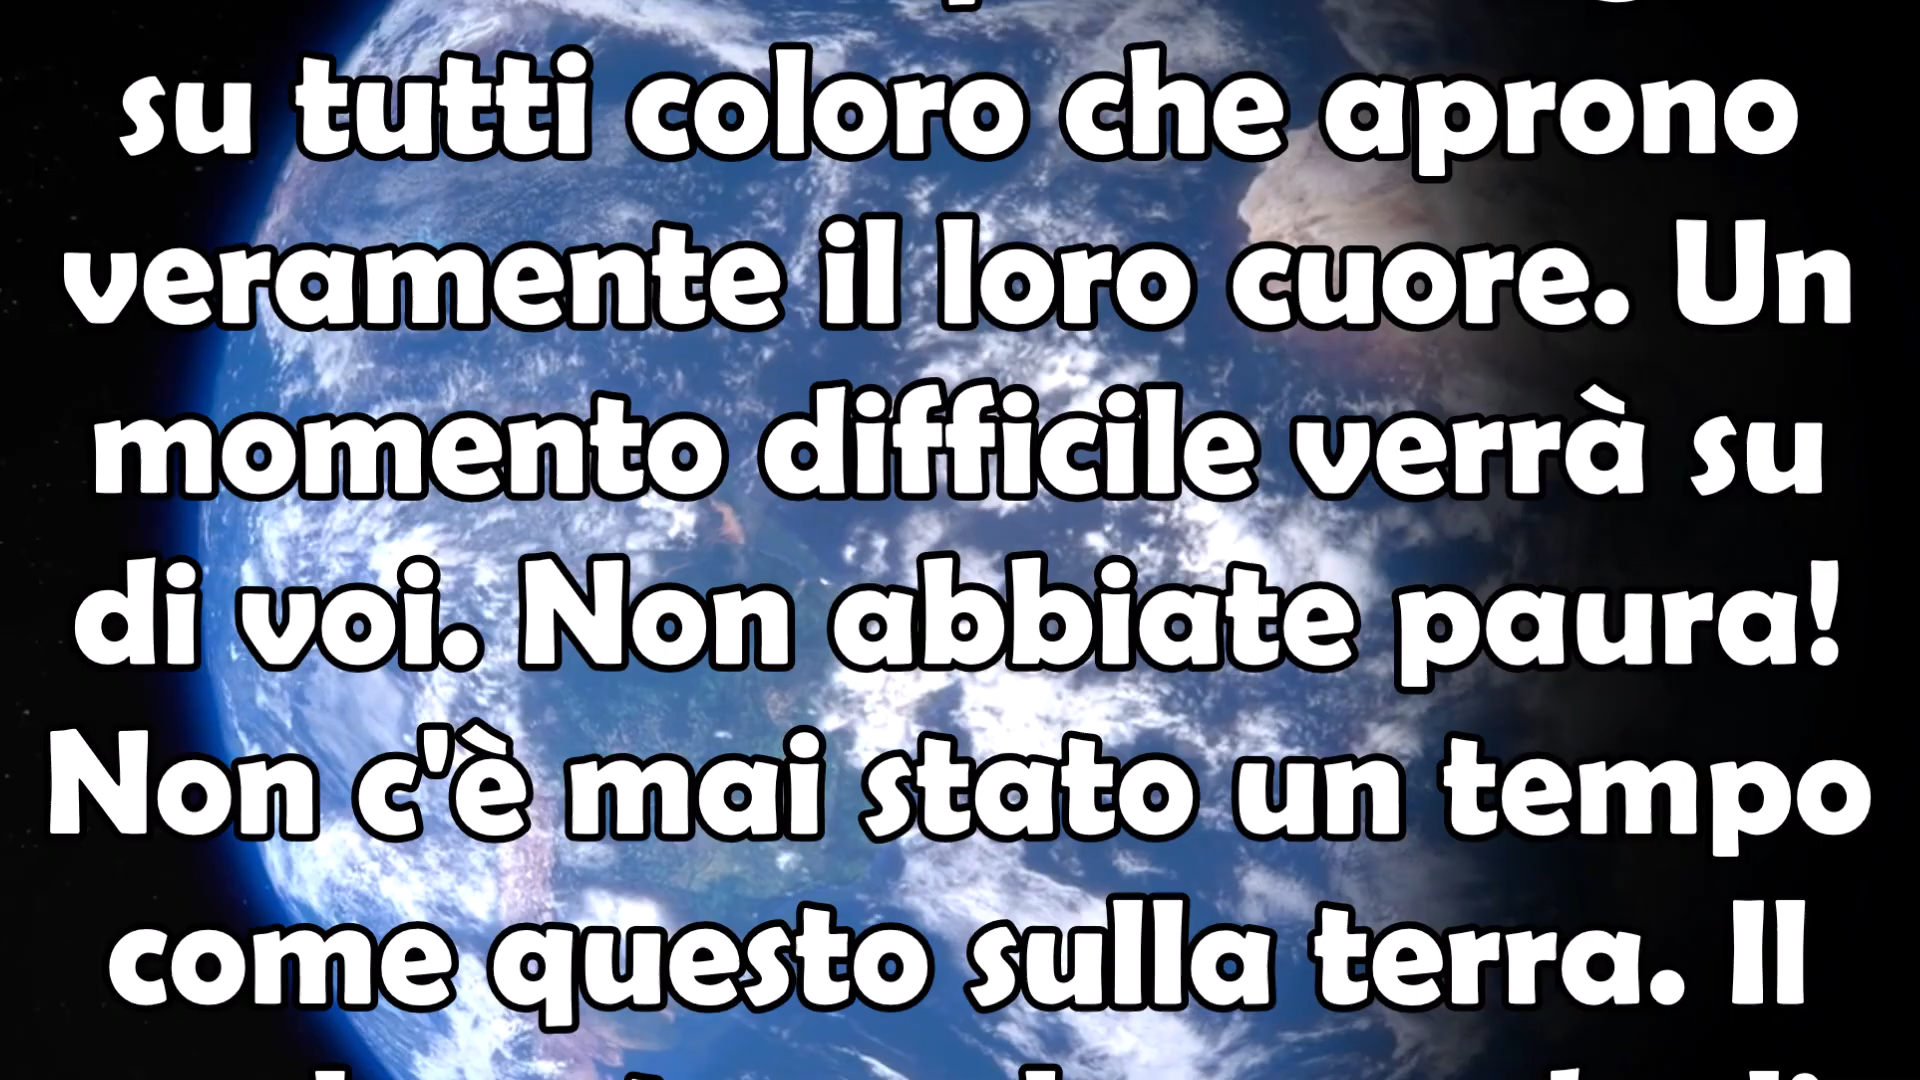 su tutti coloro che aprono
veramente il loro cuore. Un
momento difficile verrà su
di voi. Non abbiate paura!
Non c'è mai stato un tempo
come questo sulla terra. Il